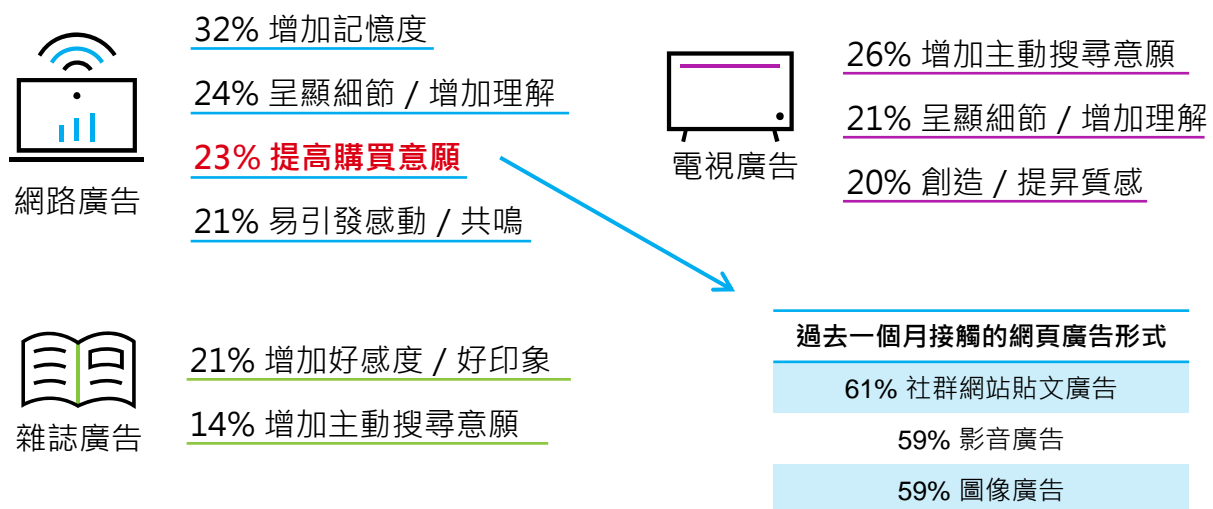 32% 增加記憶度
24% 呈顯細節 / 增加理解
23% 提高購買意願
21% 易引發感動 / 共鳴
網路廣告
26% 增加主動搜尋意願
21% 呈顯細節 / 增加理解
20% 創造 / 提昇質感
電視廣告
21% 增加好感度 / 好印象
14% 增加主動搜尋意願
雜誌廣告
過去一個月接觸的網頁廣告形式
61% 社群網站貼文廣告
59% 影音廣告
59% 圖像廣告